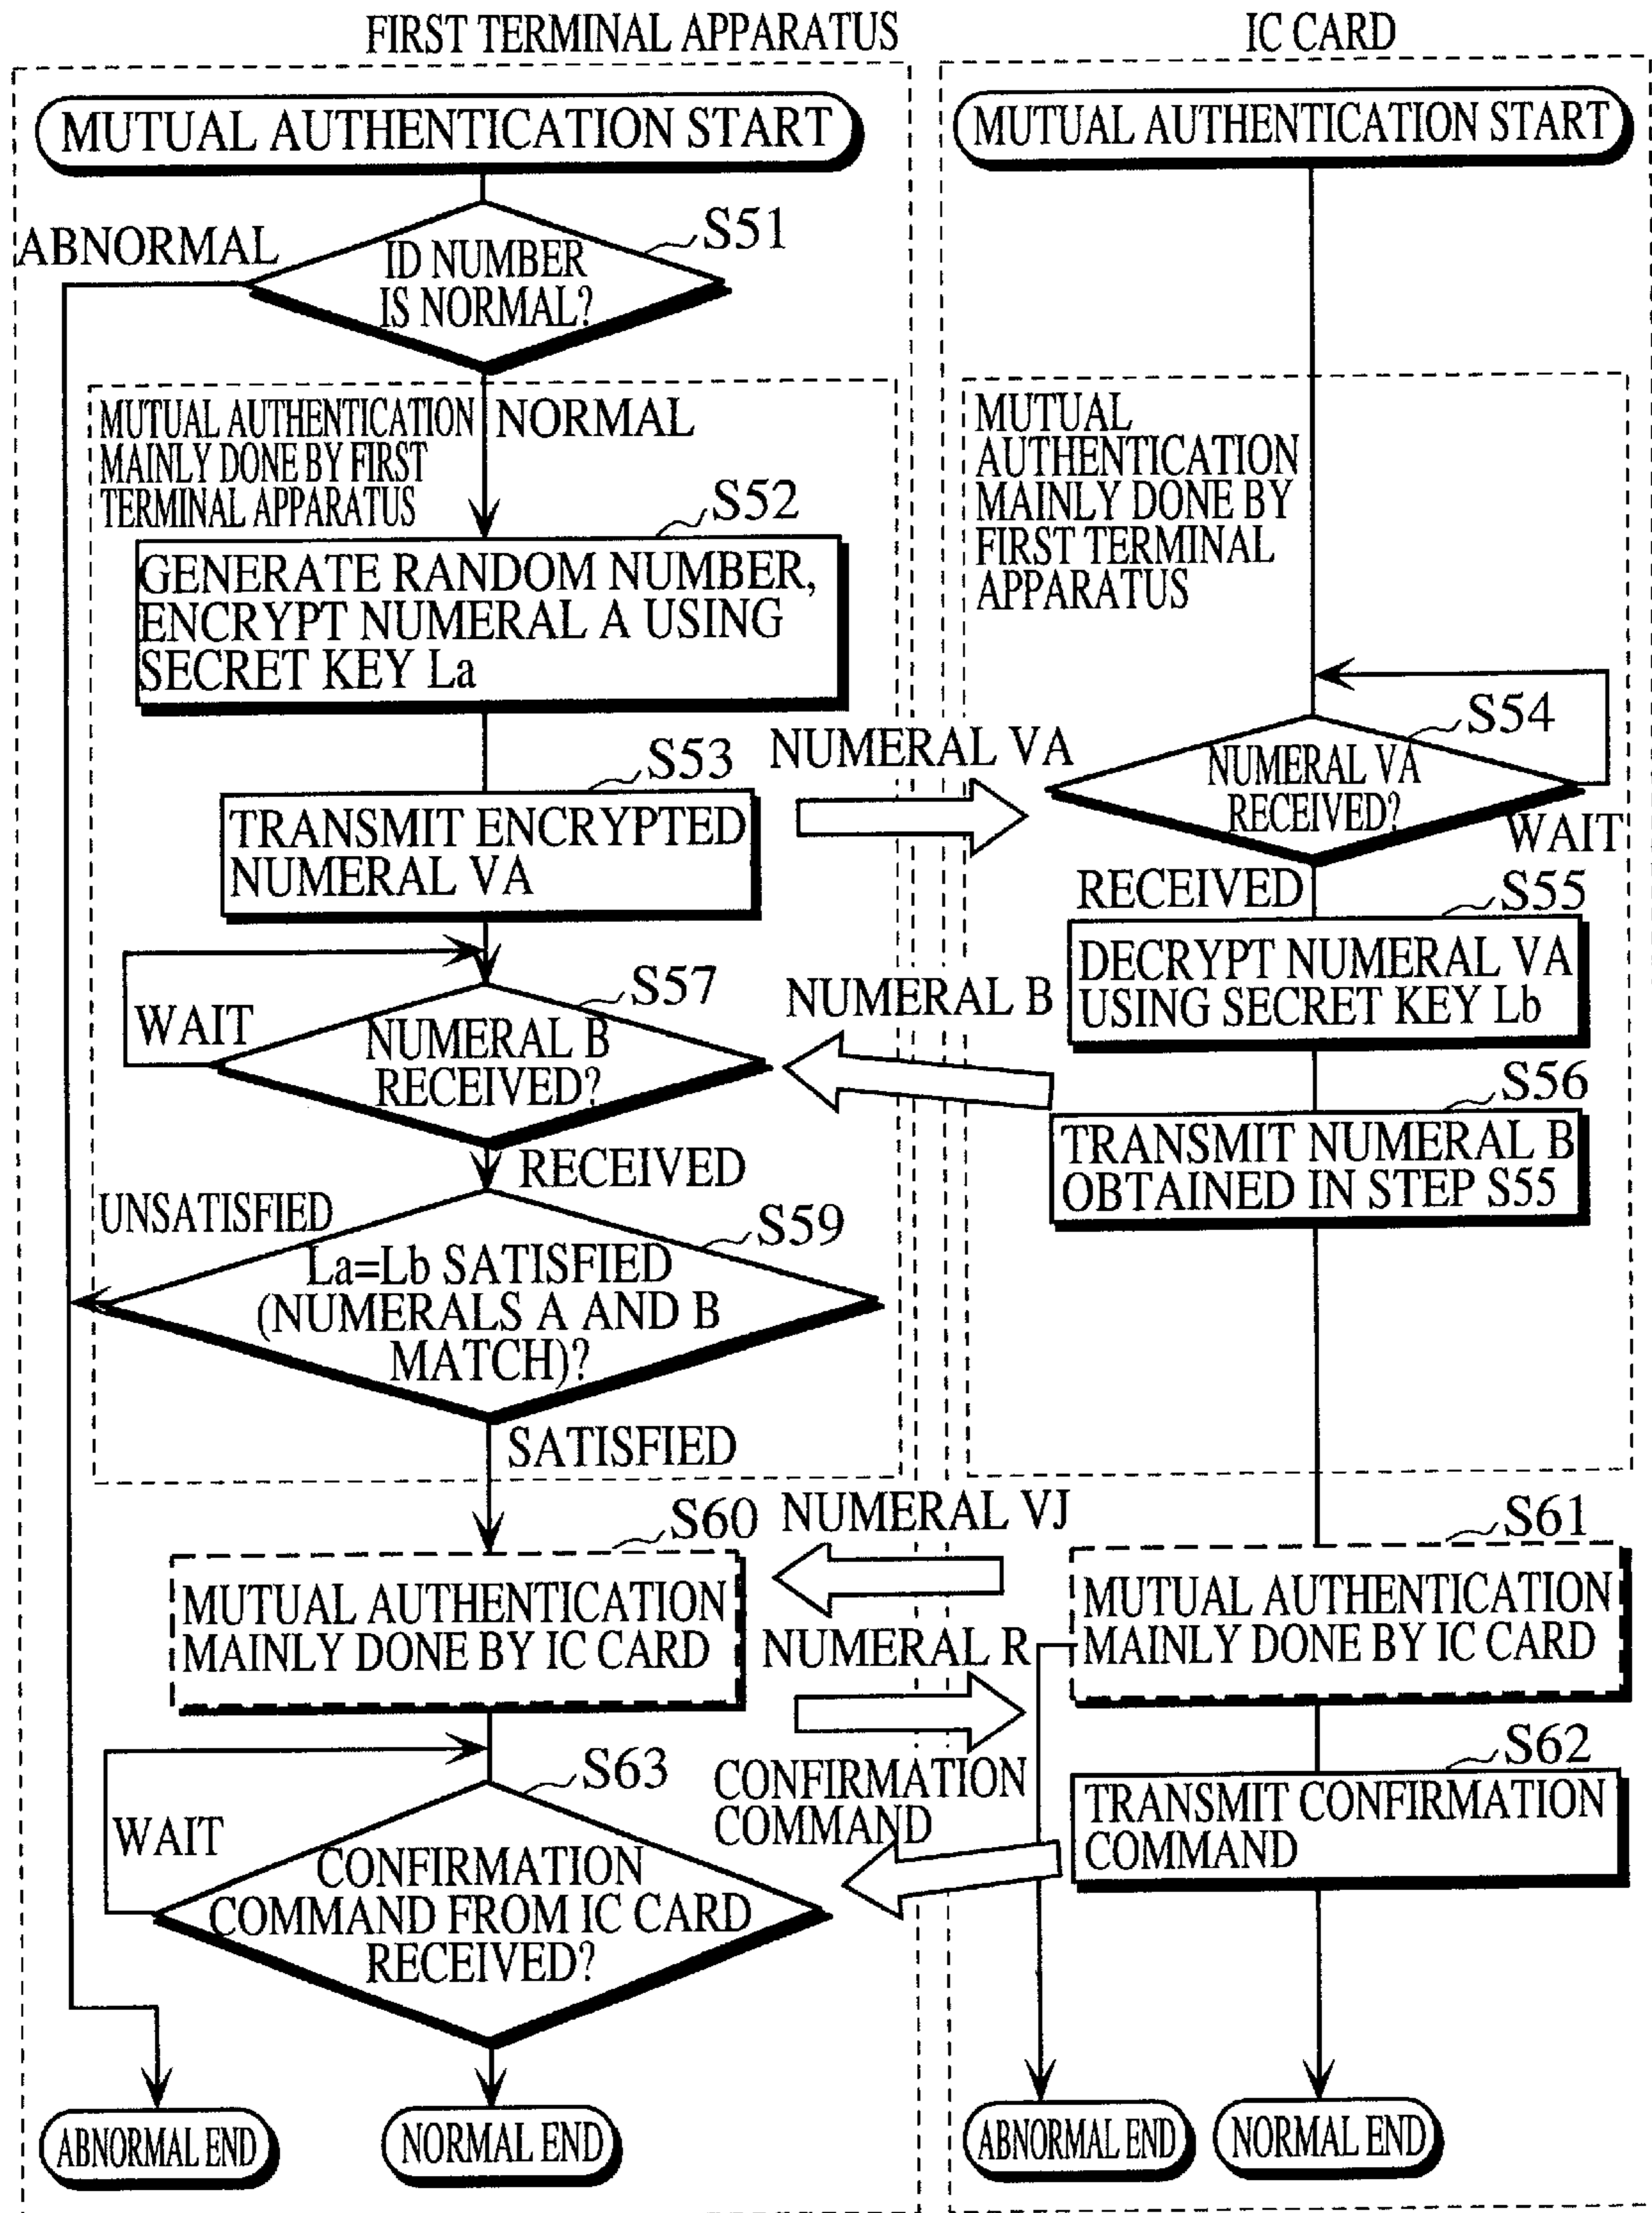 FIRST TERMINAL APPARATUS
IC CARD
MUTUAL AUTHENTICATION START
MUTUAL AUTHENTICATION START
ABNORMAL
S51
ID NUMBER
IS NORMAL?
MUTUAL AUTHENTICATION
MAINLY DONE BY FIRST
TERMINAL APPARATUS
NORMAL
MUTUAL
AUTHENTICATION
MAINLY DONE BY
FIRST TERMINAL
APPARATUS
S52
GENERATE RANDOM NUMBER,
ENCRYPT NUMERAL A USING
SECRET KEY La
S53
TRANSMIT ENCRYPTED
NUMERAL VA
NUMERAL VA
S54
NUMERAL VA
RECEIVED?
WAIT
RECEIVED
S55
DECRYPT NUMERAL VA
USING SECRET KEY Lb
S57
WAIT
NUMERAL B
RECEIVED?
NUMERAL B
S56
TRANSMIT NUMERAL B
OBTAINED IN STEP S55
RECEIVED
UNSATISFIED
S59
La=Lb SATISFIED
(NUMERALS A AND B
MATCH)?
SATISFIED
S60
NUMERAL VJ
S61
MUTUAL AUTHENTICATION
MAINLY DONE BY IC CARD
NUMERAL R
MUTUAL AUTHENTICATION
MAINLY DONE BY IC CARD
S63
WAIT
CONFIRMATION
COMMAND FROM IC CARD
RECEIVED?
CONFIRMATION
COMMAND
S62
TRANSMIT CONFIRMATION
COMMAND
ABNORMAL END
NORMAL END
ABNORMAL END
NORMAL END